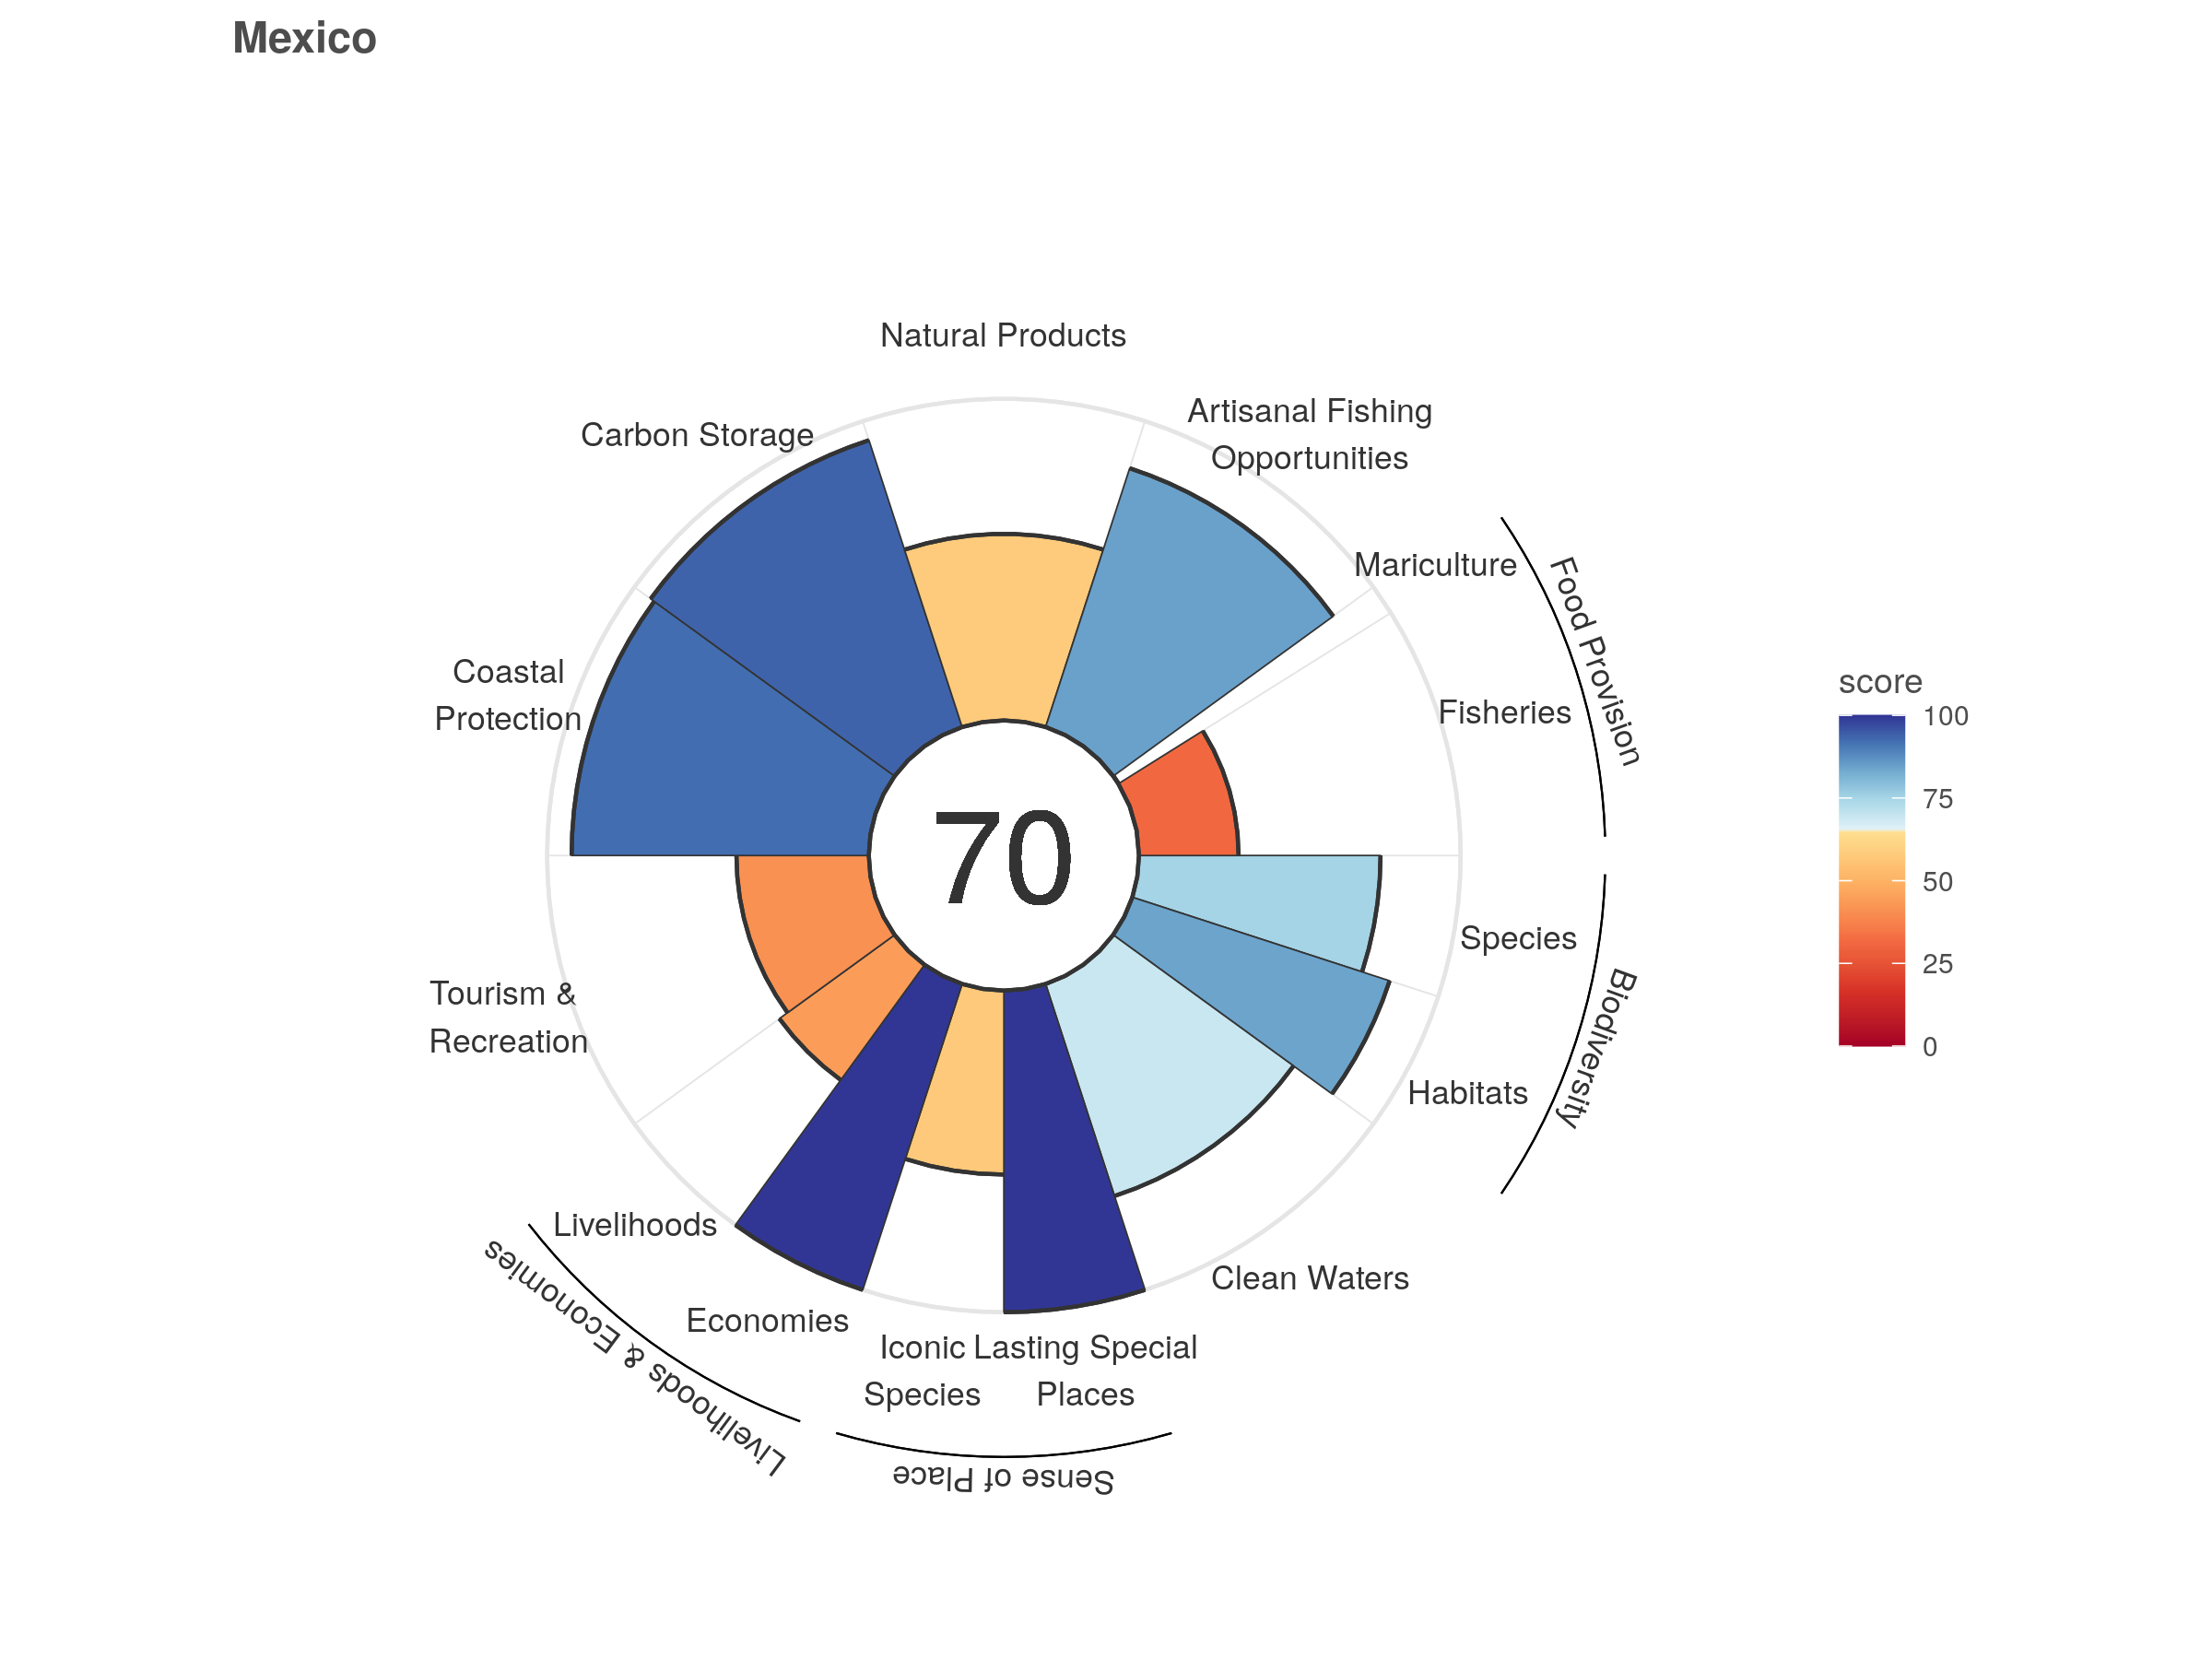 Mexico
Natural Products
Artisanal Fishing
Opportunities
Carbon Storage
Mariculture
Food Provision
Coastal
Protection
Fisheries
score
100
75
50
25
0
70
Species
Biodiversity
Tourism &
Recreation
Habitats
Livelihoods
Clean Waters
Economies
Livelihoods & Economies
Iconic
Species
Lasting Special
Places
Sense of Place